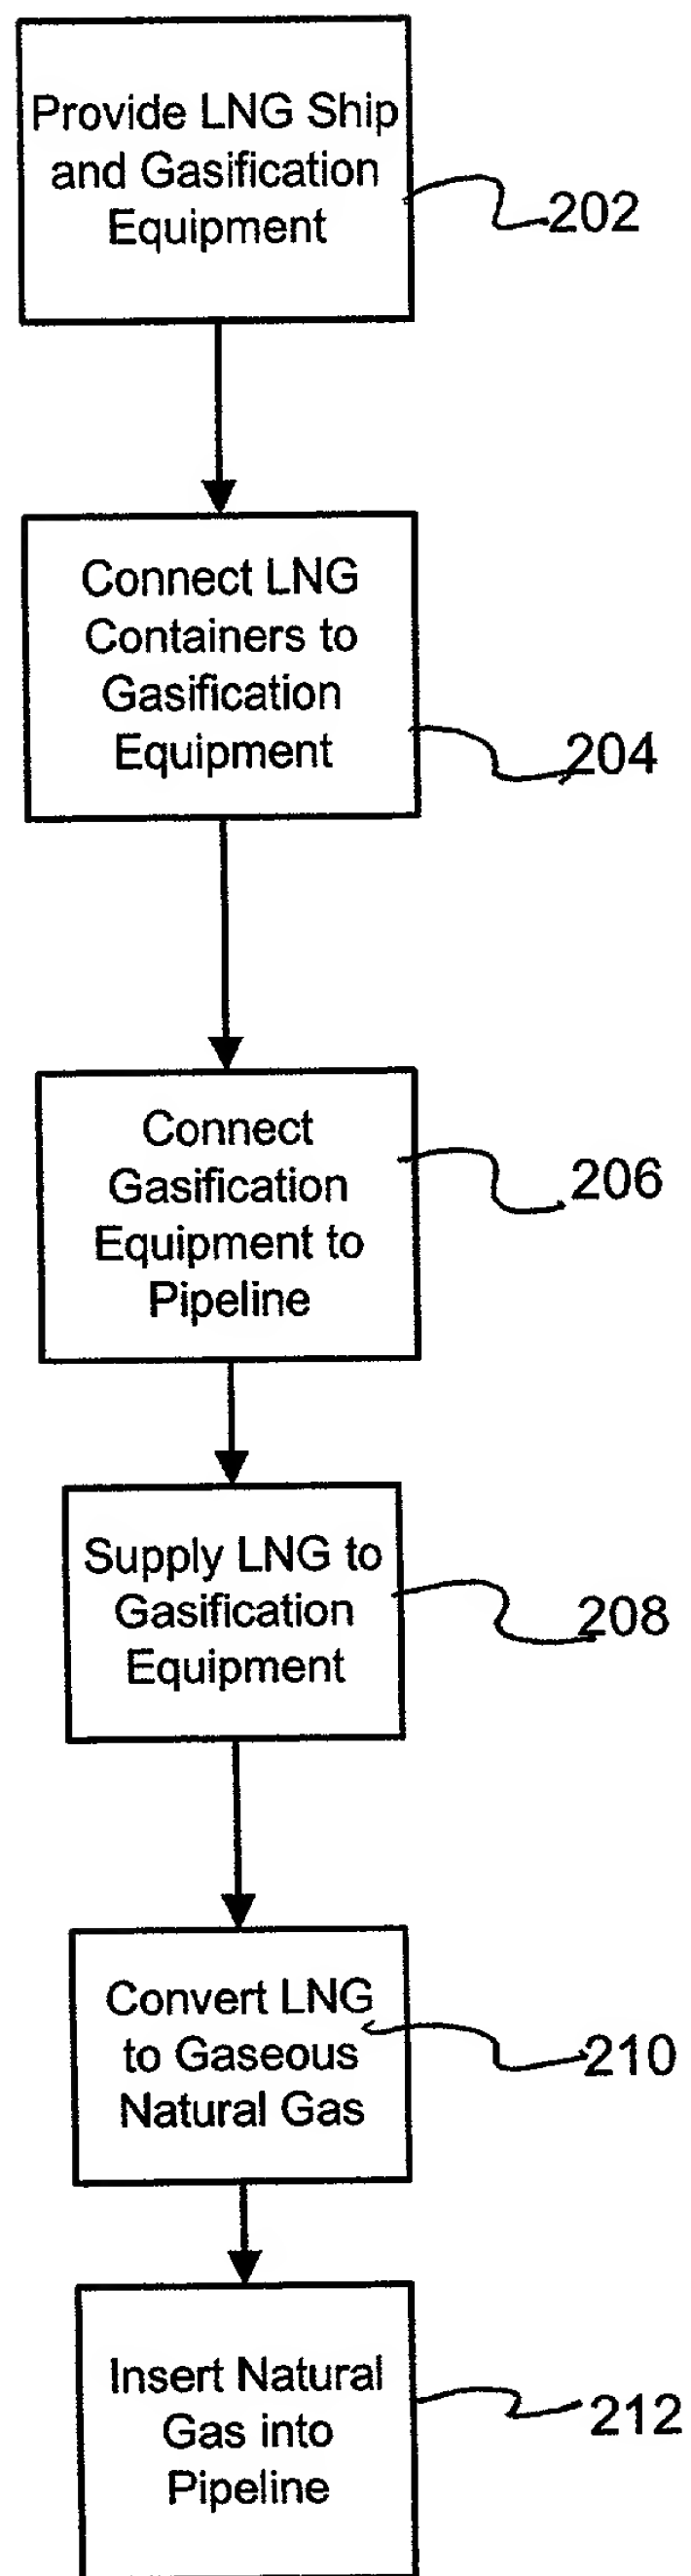 Provide LNG Ship
and Gasification
Equipment
202
Connect LNG
Containers to
Gasification
Equipment
204
Connect
Gasification
Equipment to
Pipeline
206
Supply LNG to
Gasification
Equipment
208
Convert LNG
to Gaseous
Natural Gas
210
Insert Natural
Gas into
Pipeline
212